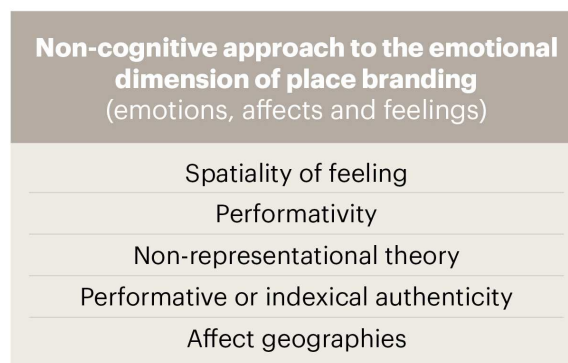 Non-cognitive approach to the emotional
dimension of place branding
(emotions, affects and feelings)
Spatiality of feeling
Performativity
Non-representational theory
Performative or indexical authenticity
Affect geographies